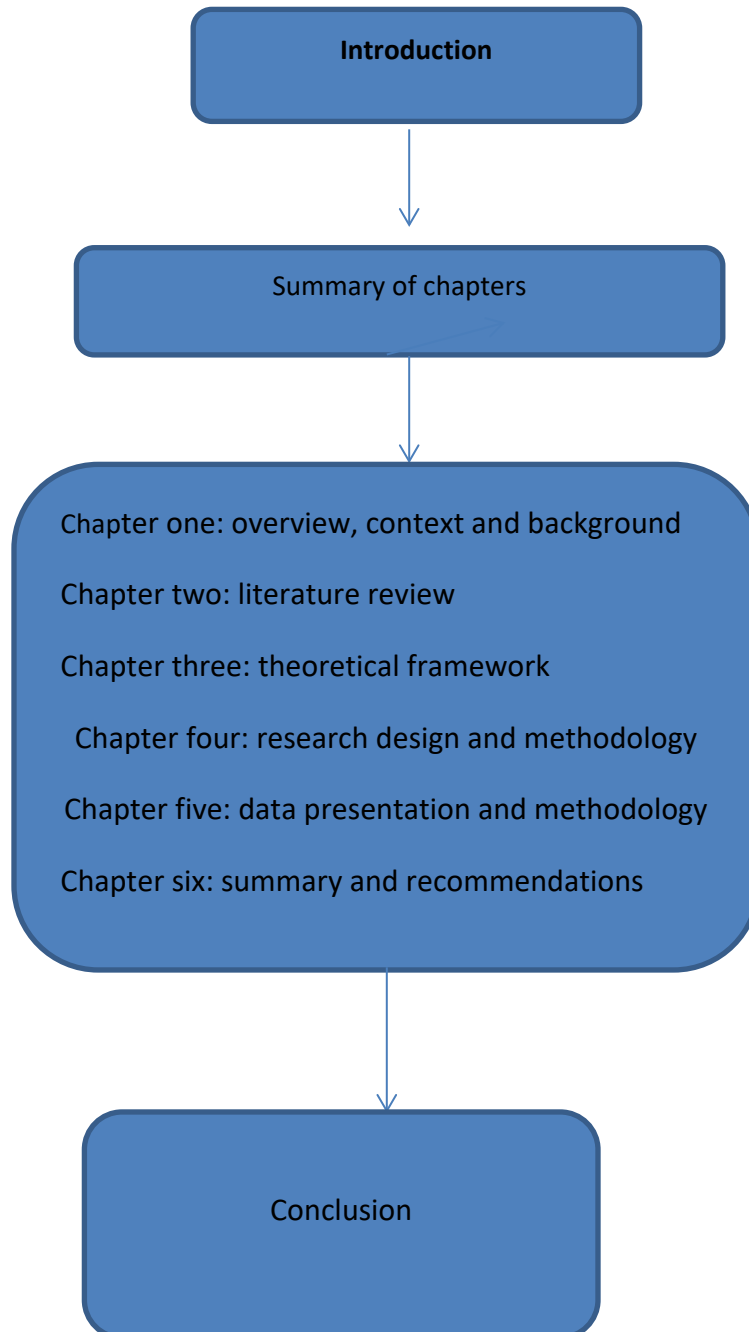 Introduction
Summary of chapters
Chapter one: overview, context and background
Chapter two: literature review
Chapter three: theoretical framework
Chapter four: research design and methodology
Chapter five: data presentation and methodology
Chapter six: summary and recommendations
Conclusion